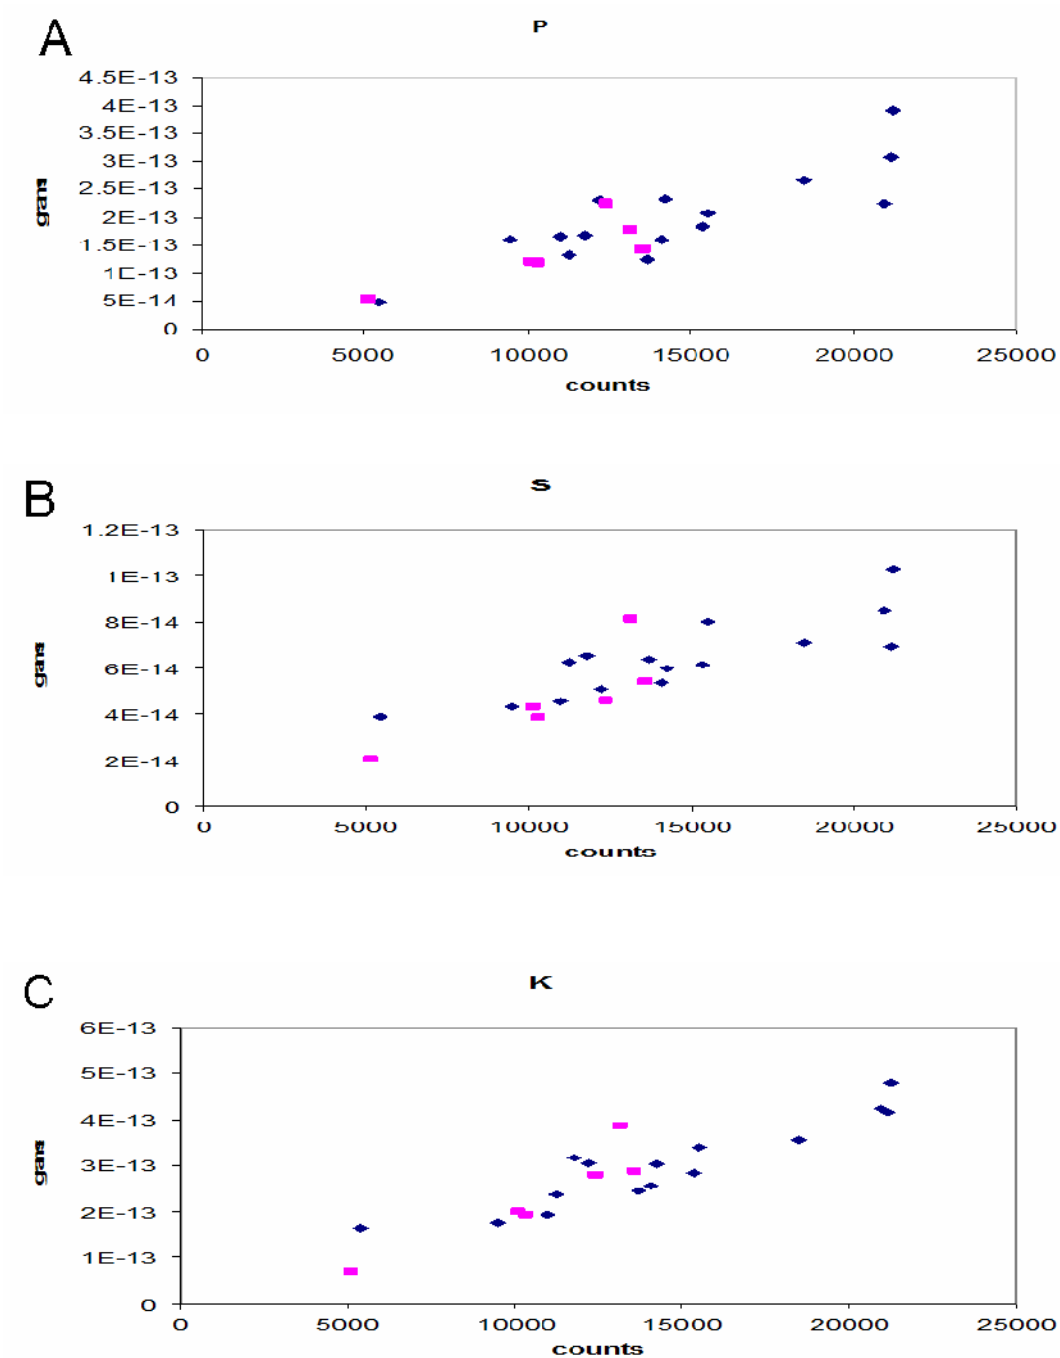 A
P
4.5E-13
4E-13
3.5E-13
3E-13
2.5E-13
2E-13
1.5E-13
1E-13
5E-14
0
grams
0 5000 10000 15000 20000 25000
counts
B
S
1.2E-13
1E-13
8E-14
6E-14
4E-14
2E-14
0
grams
0 5000 10000 15000 20000 25000
counts
C
K
6E-13
5E-13
4E-13
3E-13
2E-13
1E-13
0
grams
0 5000 10000 15000 20000 25000
counts